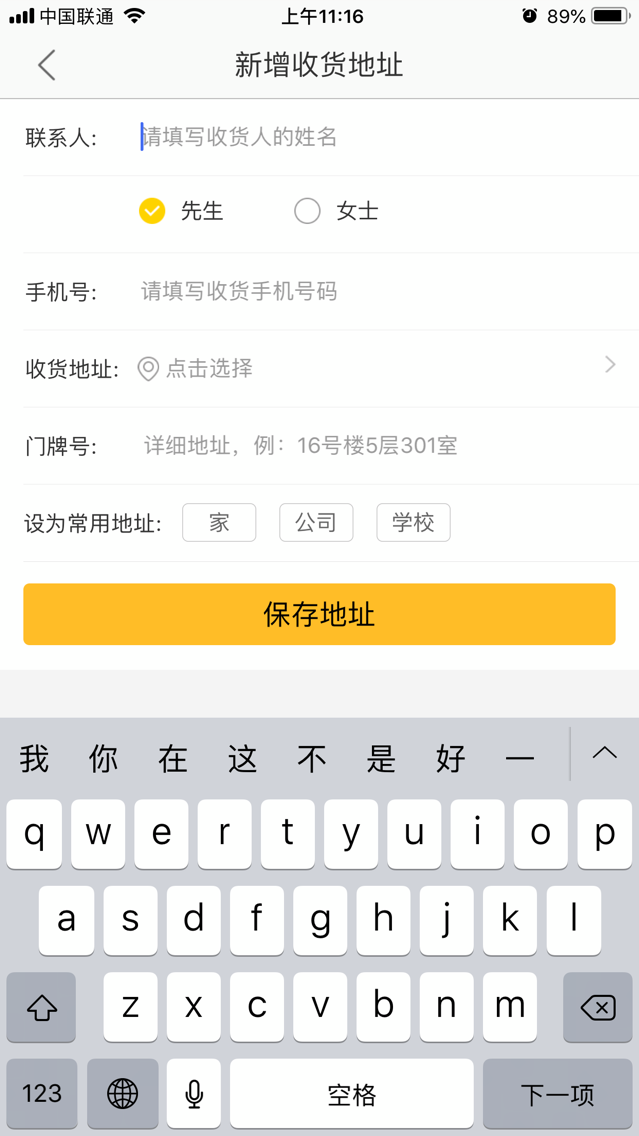 中国联通 上午11:16 89%
新增收货地址
联系人: 请填写收货人的姓名
先生 女士
手机号: 请填写收货手机号码
收货地址: 点击选择
门牌号: 详细地址，例：16号楼5层301室
设为常用地址: 家 公司 学校
保存地址
我 你 在 这 不 是 好 一
q w e r t y u i o p
a s d f g h j k l
z x c v b n m
123 空格 下一项